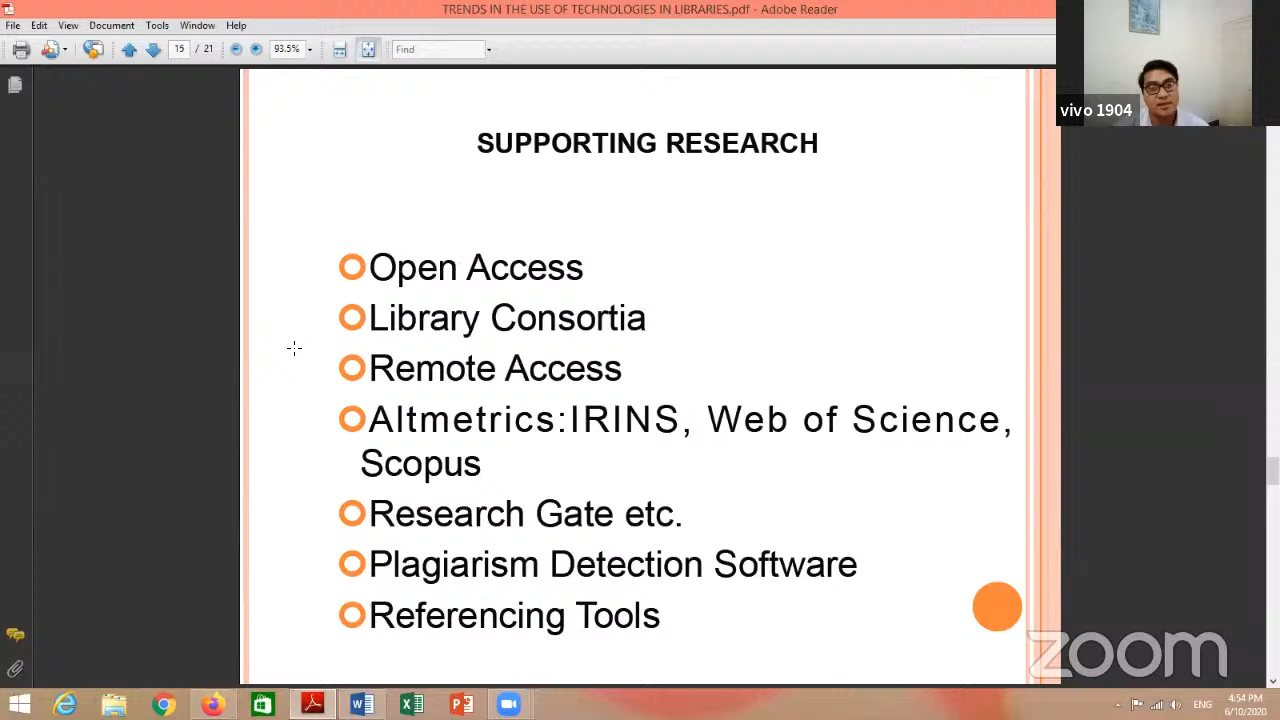 TRENDS IN THE USE OF TECHNOLOGIES IN LIBRARIES.pdf - Adobe Reader
File Edit View Document Tools Window Help
15 / 21 93.5% Find
vivo 1904
SUPPORTING RESEARCH
Open Access
Library Consortia
Remote Access
Altmetrics:IRINS, Web of Science,
Scopus
Research Gate etc.
Plagiarism Detection Software
Referencing Tools
zoom
4:54 PM
ENG
6/10/2020